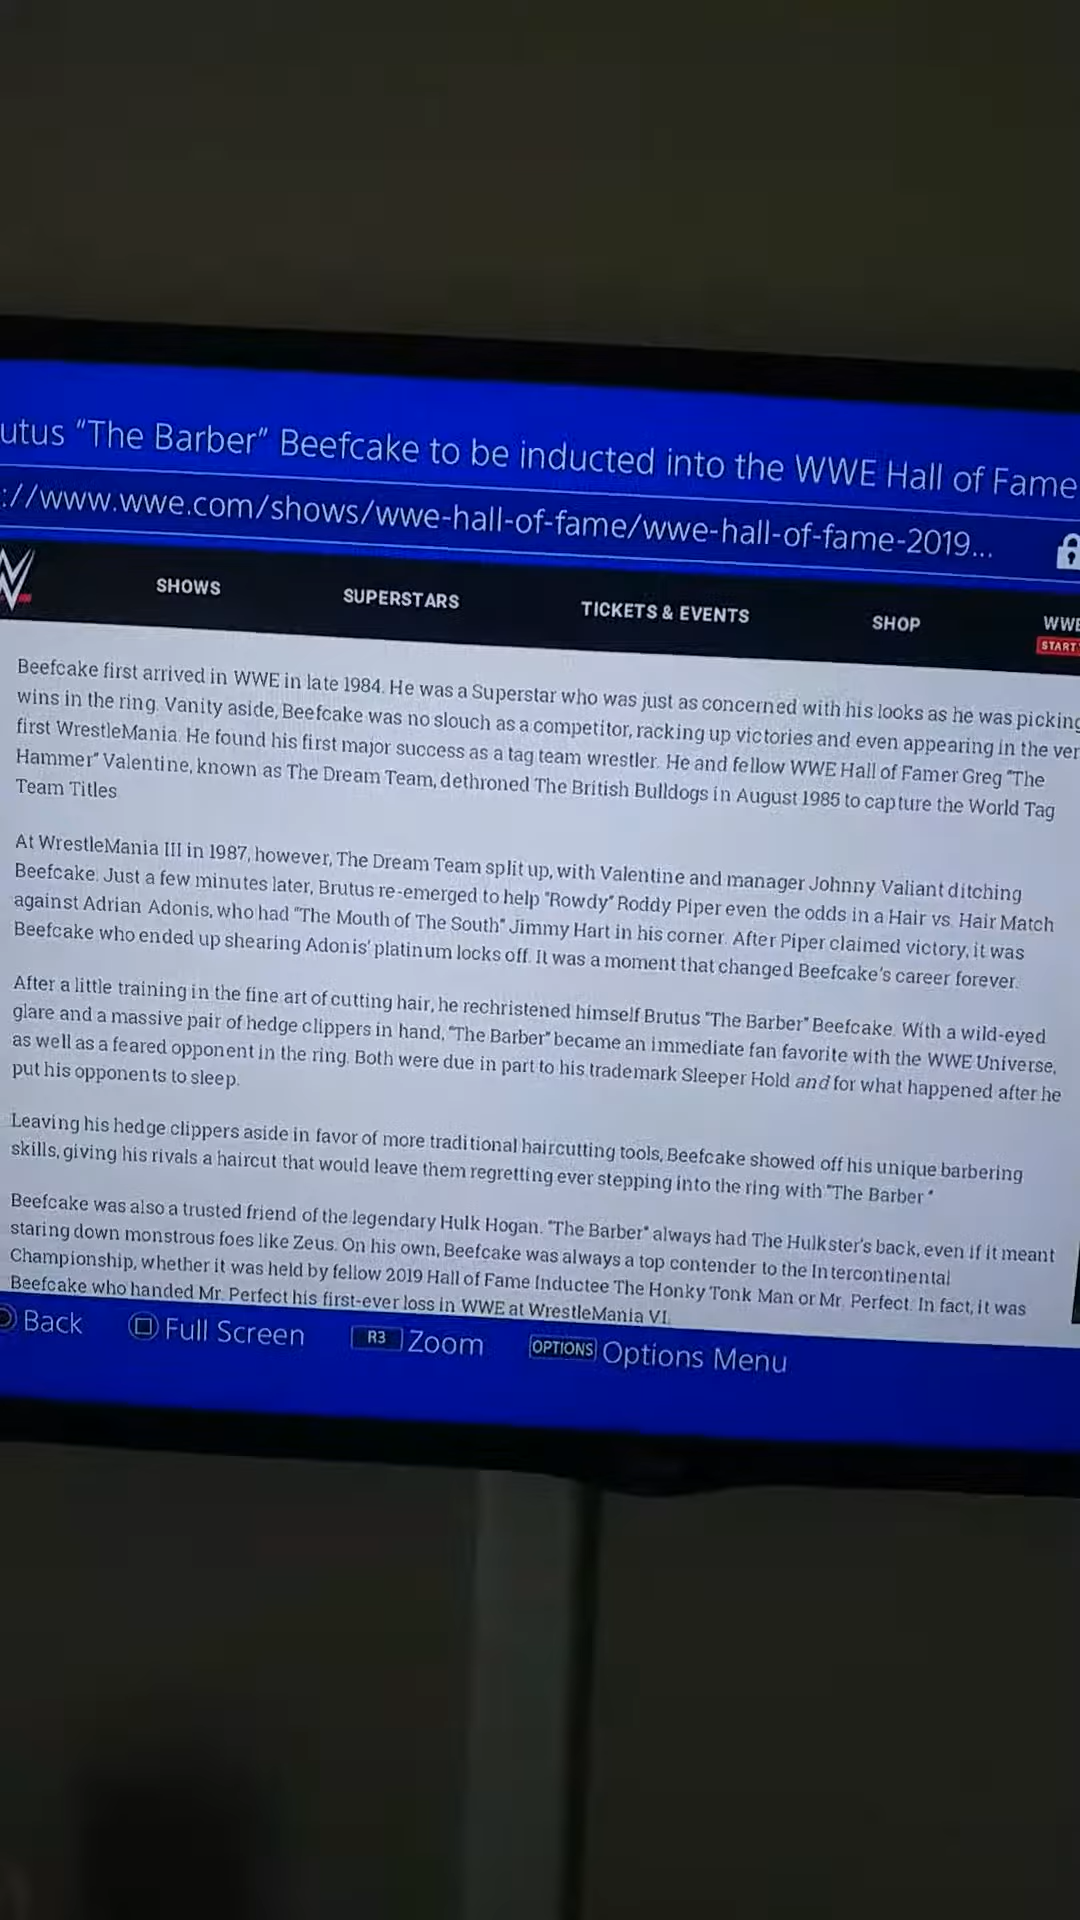 utus "The Barber" Beefcake to be inducted into the WWE Hall of Fame
://www.wwe.com/shows/wwe-hall-of-fame/wwe-hall-of-fame-2019...
SHOWS SUPERSTARS TICKETS & EVENTS SHOP WWE
START
Beefcake first arrived in WWE in late 1984. He was a Superstar who was just as concerned with his looks as he was picking
wins in the ring. Vanity aside, Beefcake was no slouch as a competitor, racking up victories and even appearing in the ver
first WrestleMania. He found his first major success as a tag team wrestler. He and fellow WWE Hall of Famer Greg "The
Hammer" Valentine, known as The Dream Team, dethroned The British Bulldogs in August 1985 to capture the World Tag
Team Titles.
At WrestleMania III in 1987, however, The Dream Team split up, with Valentine and manager Johnny Valiant ditching
Beefcake. Just a few minutes later, Brutus re-emerged to help "Rowdy" Roddy Piper even the odds in a Hair vs. Hair Match
against Adrian Adonis, who had "The Mouth of The South" Jimmy Hart in his corner. After Piper claimed victory, it was
Beefcake who ended up shearing Adonis' platinum locks off. It was a moment that changed Beefcake's career forever.
After a little training in the fine art of cutting hair, he rechristened himself Brutus "The Barber" Beefcake. With a wild-eyed
glare and a massive pair of hedge clippers in hand, "The Barber" became an immediate fan favorite with the WWE Universe,
as well as a feared opponent in the ring. Both were due in part to his trademark Sleeper Hold and for what happened after he
put his opponents to sleep.
Leaving his hedge clippers aside in favor of more traditional haircutting tools, Beefcake showed off his unique barbering
skills, giving his rivals a haircut that would leave them regretting ever stepping into the ring with "The Barber."
Beefcake was also a trusted friend of the legendary Hulk Hogan. "The Barber" always had The Hulkster's back, even if it meant
staring down monstrous foes like Zeus. On his own, Beefcake was always a top contender to the Intercontinental
Championship, whether it was held by fellow 2019 Hall of Fame Inductee The Honky Tonk Man or Mr. Perfect. In fact, it was
Beefcake who handed Mr. Perfect his first-ever loss in WWE at WrestleMania VI.
Back Full Screen R3 Zoom OPTIONS Options Menu